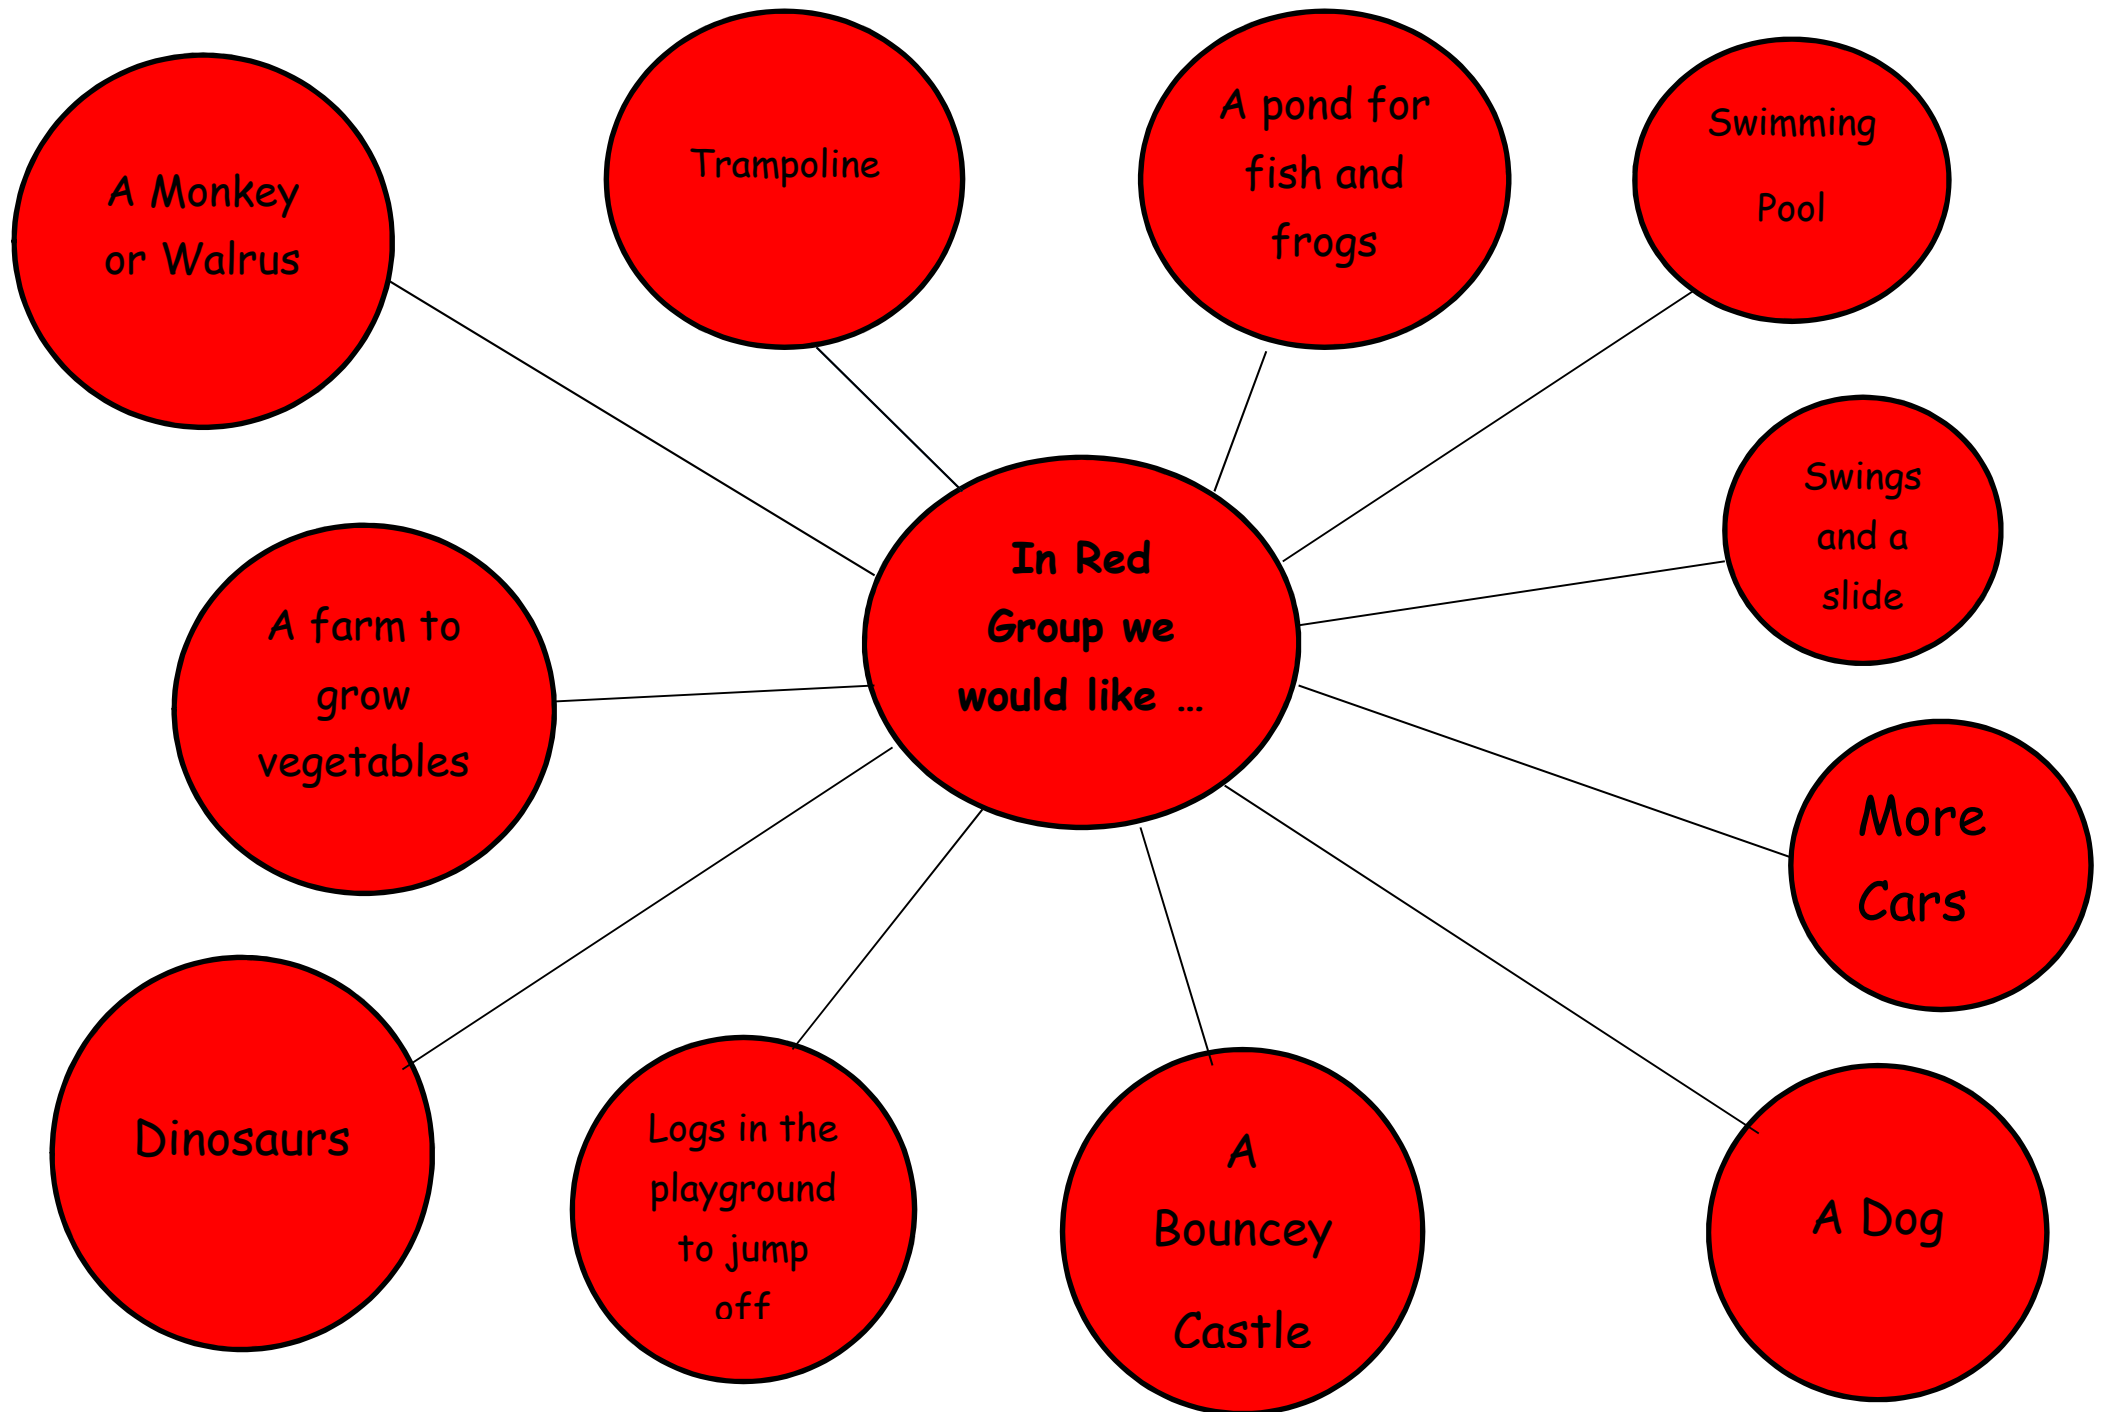 A Monkey
or Walrus
Trampoline
A pond for
fish and
frogs
Swimming
Pool
Swings
and a
slide
In Red
Group we
would like …
A farm to
grow
vegetables
More
Cars
Dinosaurs
Logs in the
playground
to jump
off
A
Bouncey
Castle
A Dog